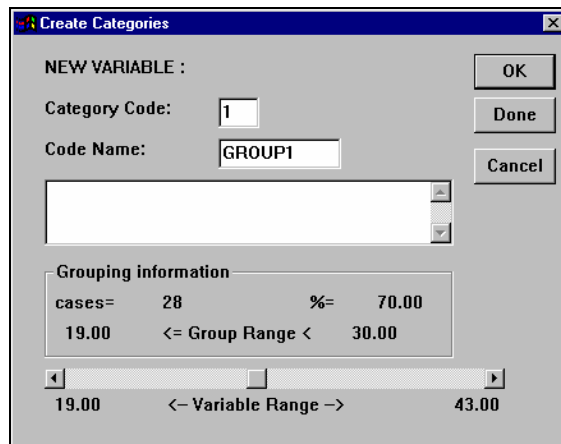 Create Categories
NEW VARIABLE :
OK
Category Code: 1
Done
Code Name: GROUP1
Cancel
Grouping information
cases= 28 %= 70.00
19.00 <= Group Range < 30.00
19.00 <-- Variable Range --> 43.00